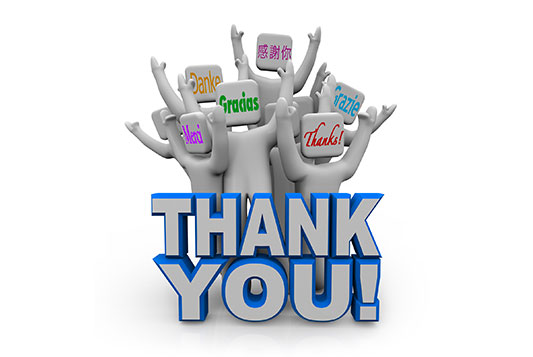 感謝你
Danke
Gracias
Grazie
Merci
Thanks!
THANK
YOU!